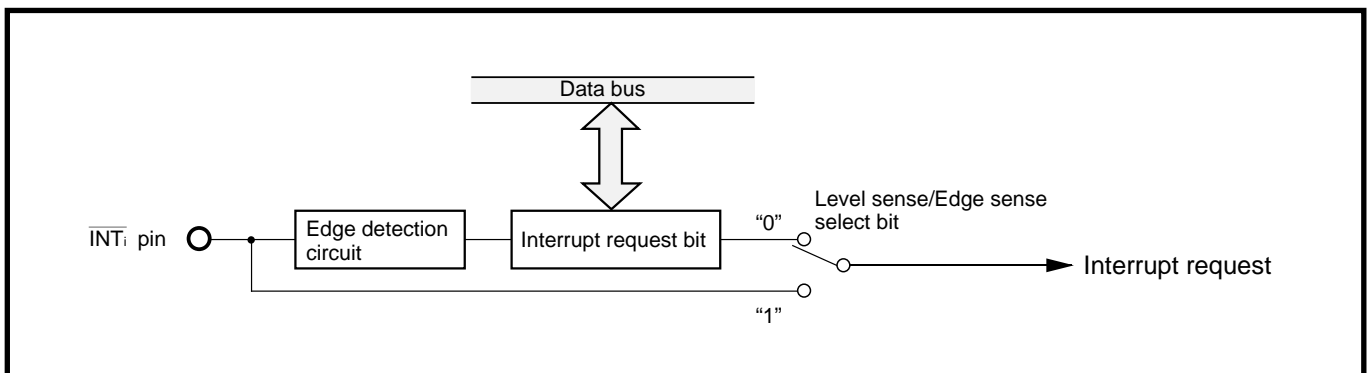 Data bus
Level sense/Edge sense
select bit
“0”
INTi pin
Edge detection
circuit
Interrupt request bit
Interrupt request
“1”